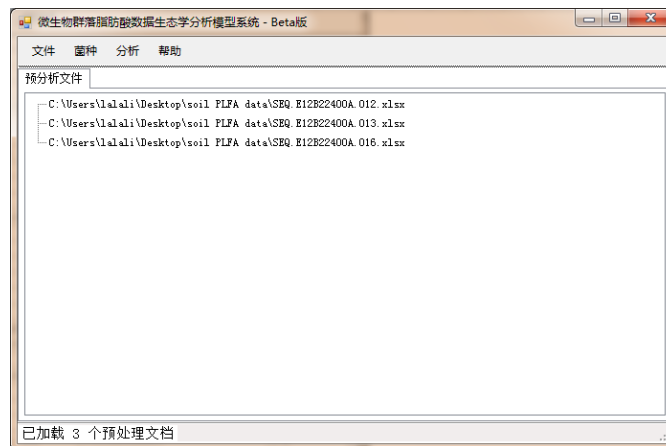 微生物群落脂肪酸数据生态学分析模型系统 - Beta版
文件 菌种 分析 帮助
预分析文件
C:\Users\lalali\Desktop\soil PLFA data\SEQ.E12B22400A.012.xlsx
C:\Users\lalali\Desktop\soil PLFA data\SEQ.E12B22400A.013.xlsx
C:\Users\lalali\Desktop\soil PLFA data\SEQ.E12B22400A.016.xlsx
已加载 3 个预处理文档